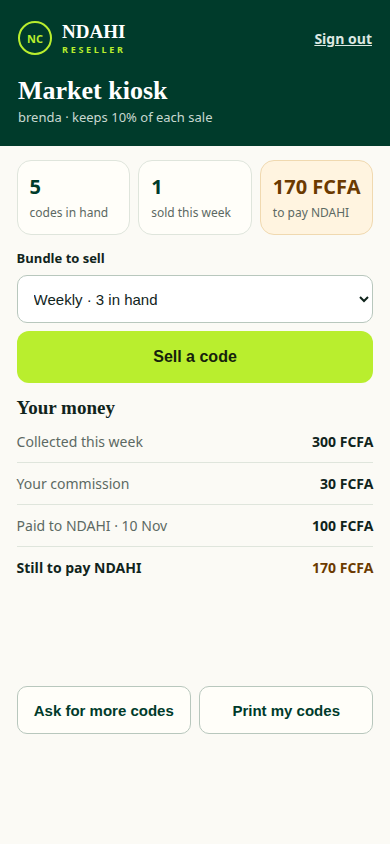 NC
NDAHI
RESELLER
Sign out
Market kiosk
brenda · keeps 10% of each sale
5
codes in hand
1
sold this week
170 FCFA
to pay NDAHI
Bundle to sell
Weekly · 3 in hand
Sell a code
Your money
Collected this week 300 FCFA
Your commission 30 FCFA
Paid to NDAHI · 10 Nov 100 FCFA
Still to pay NDAHI 170 FCFA
Ask for more codes
Print my codes